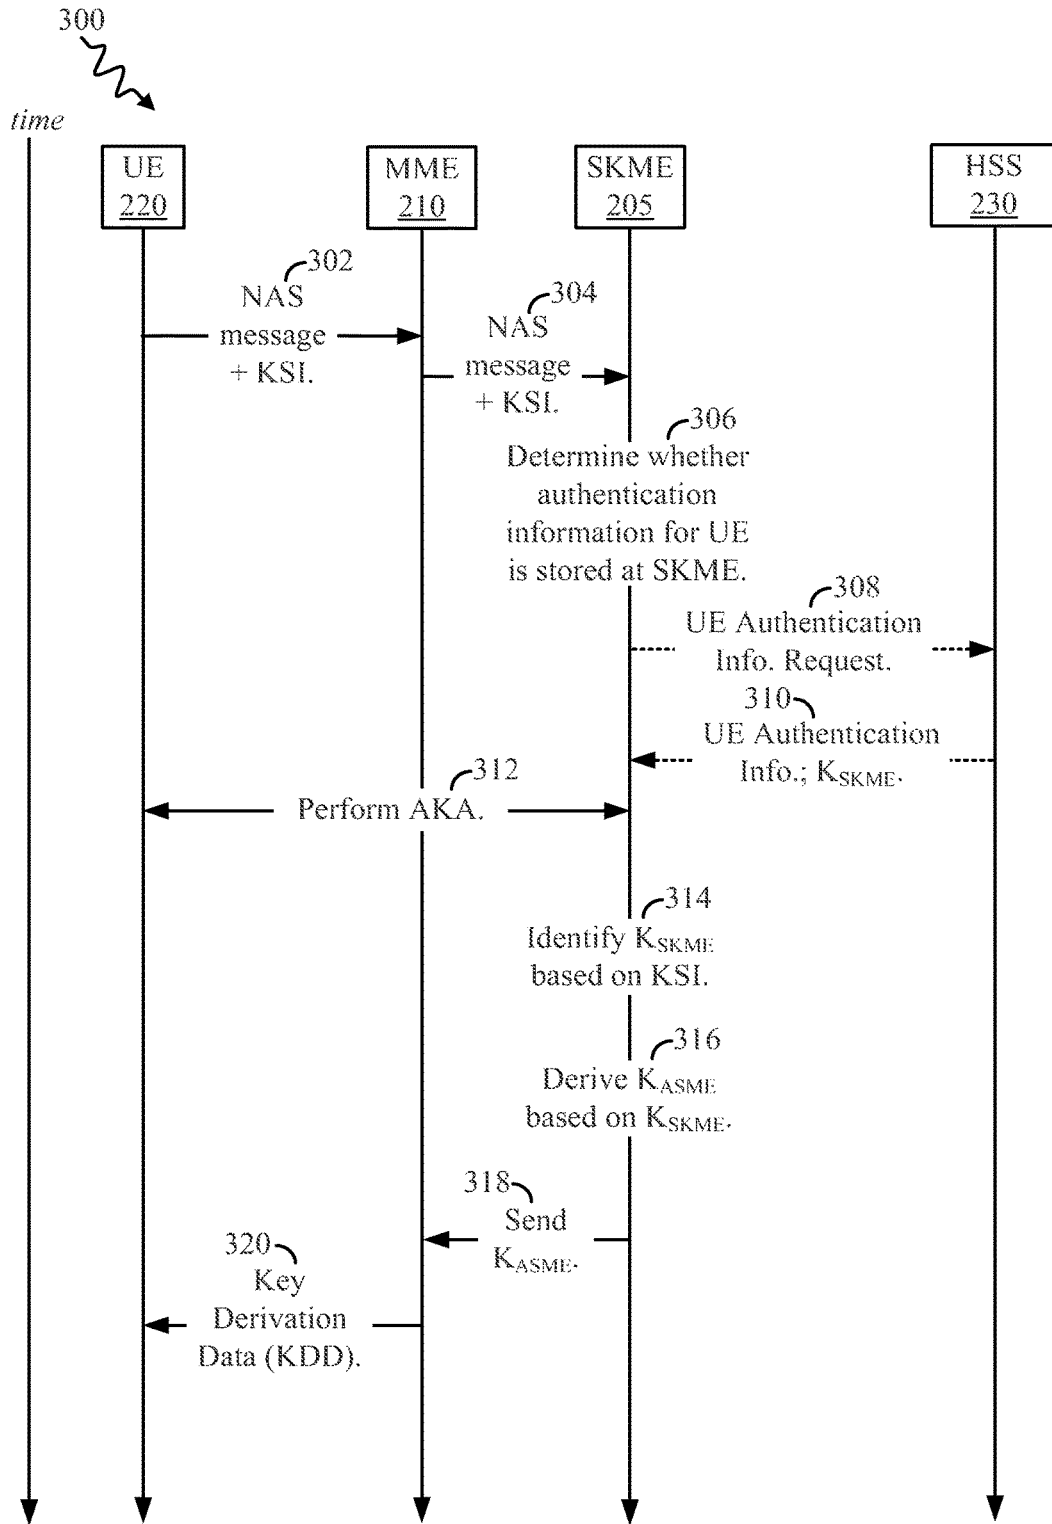 300
time
UE
220
MME
210
SKME
205
HSS
230
302
NAS
message
+ KSI.
304
NAS
message
+ KSI.
306
Determine whether
authentication
information for UE
is stored at SKME.
308
UE Authentication
Info. Request.
310
UE Authentication
Info.; KSKME.
312
Perform AKA.
314
Identify KSKME
based on KSI.
316
Derive KASME
based on KSKME.
318
Send
KASME.
320
Key
Derivation
Data (KDD).